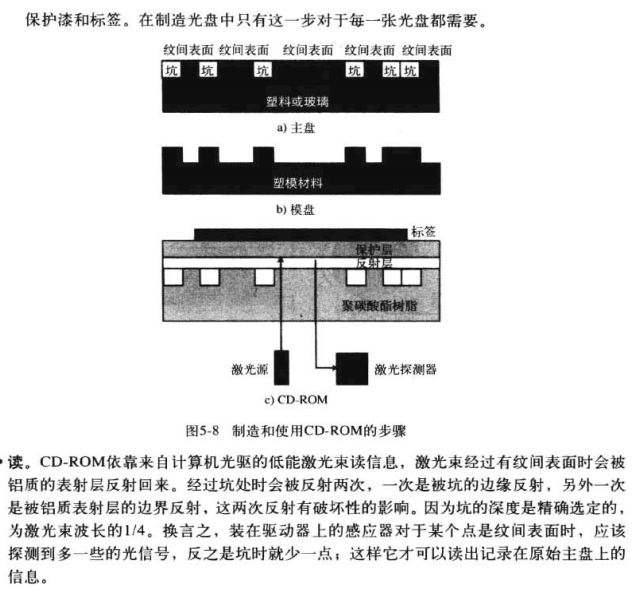 保护漆和标签。在制造光盘中只有这一步对于每一张光盘都需要。
纹间表面 纹间表面 纹间表面 纹间表面 纹间表面
坑 坑 坑 坑 坑 坑
塑料或玻璃
a) 主盘
塑模材料
b) 模盘
标签
保护层
反射层
聚碳酸酯树脂
激光源 激光探测器
c) CD-ROM
图5-8 制造和使用CD-ROM的步骤
• 读。CD-ROM依靠来自计算机光驱的低能激光束读信息，激光束经过有纹间表面时会被
铝质的表射层反射回来。经过坑处时会被反射两次，一次是被坑的边缘反射，另外一次
是被铝质表射层的边界反射，这两次反射有破坏性的影响。因为坑的深度是精确选定的，
为激光束波长的1/4。换言之，装在驱动器上的感应器对于某个点是纹间表面时，应该
探测到多一些的光信号，反之是坑时就少一点；这样它才可以读出记录在原始主盘上的
信息。